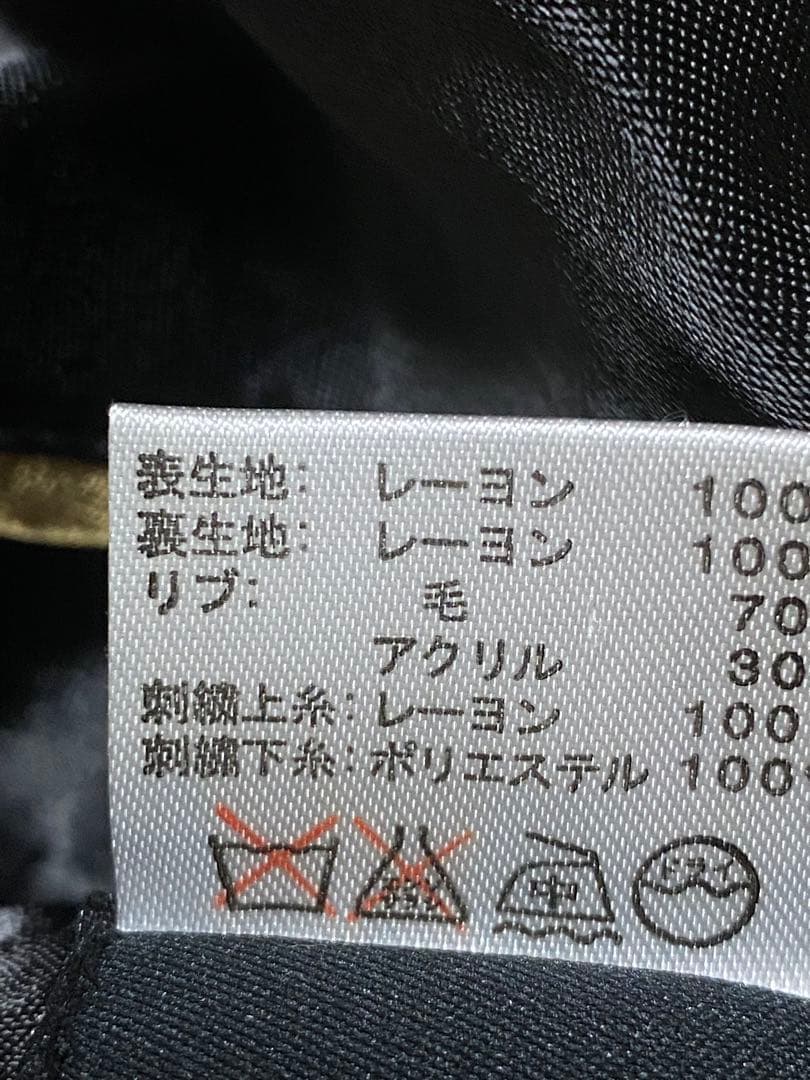 表生地: レーヨン 100
裏生地: レーヨン 100
リブ: 毛 70
アクリル 30
刺繍上糸: レーヨン 100
刺繍下糸: ポリエステル 100
中 ドライ